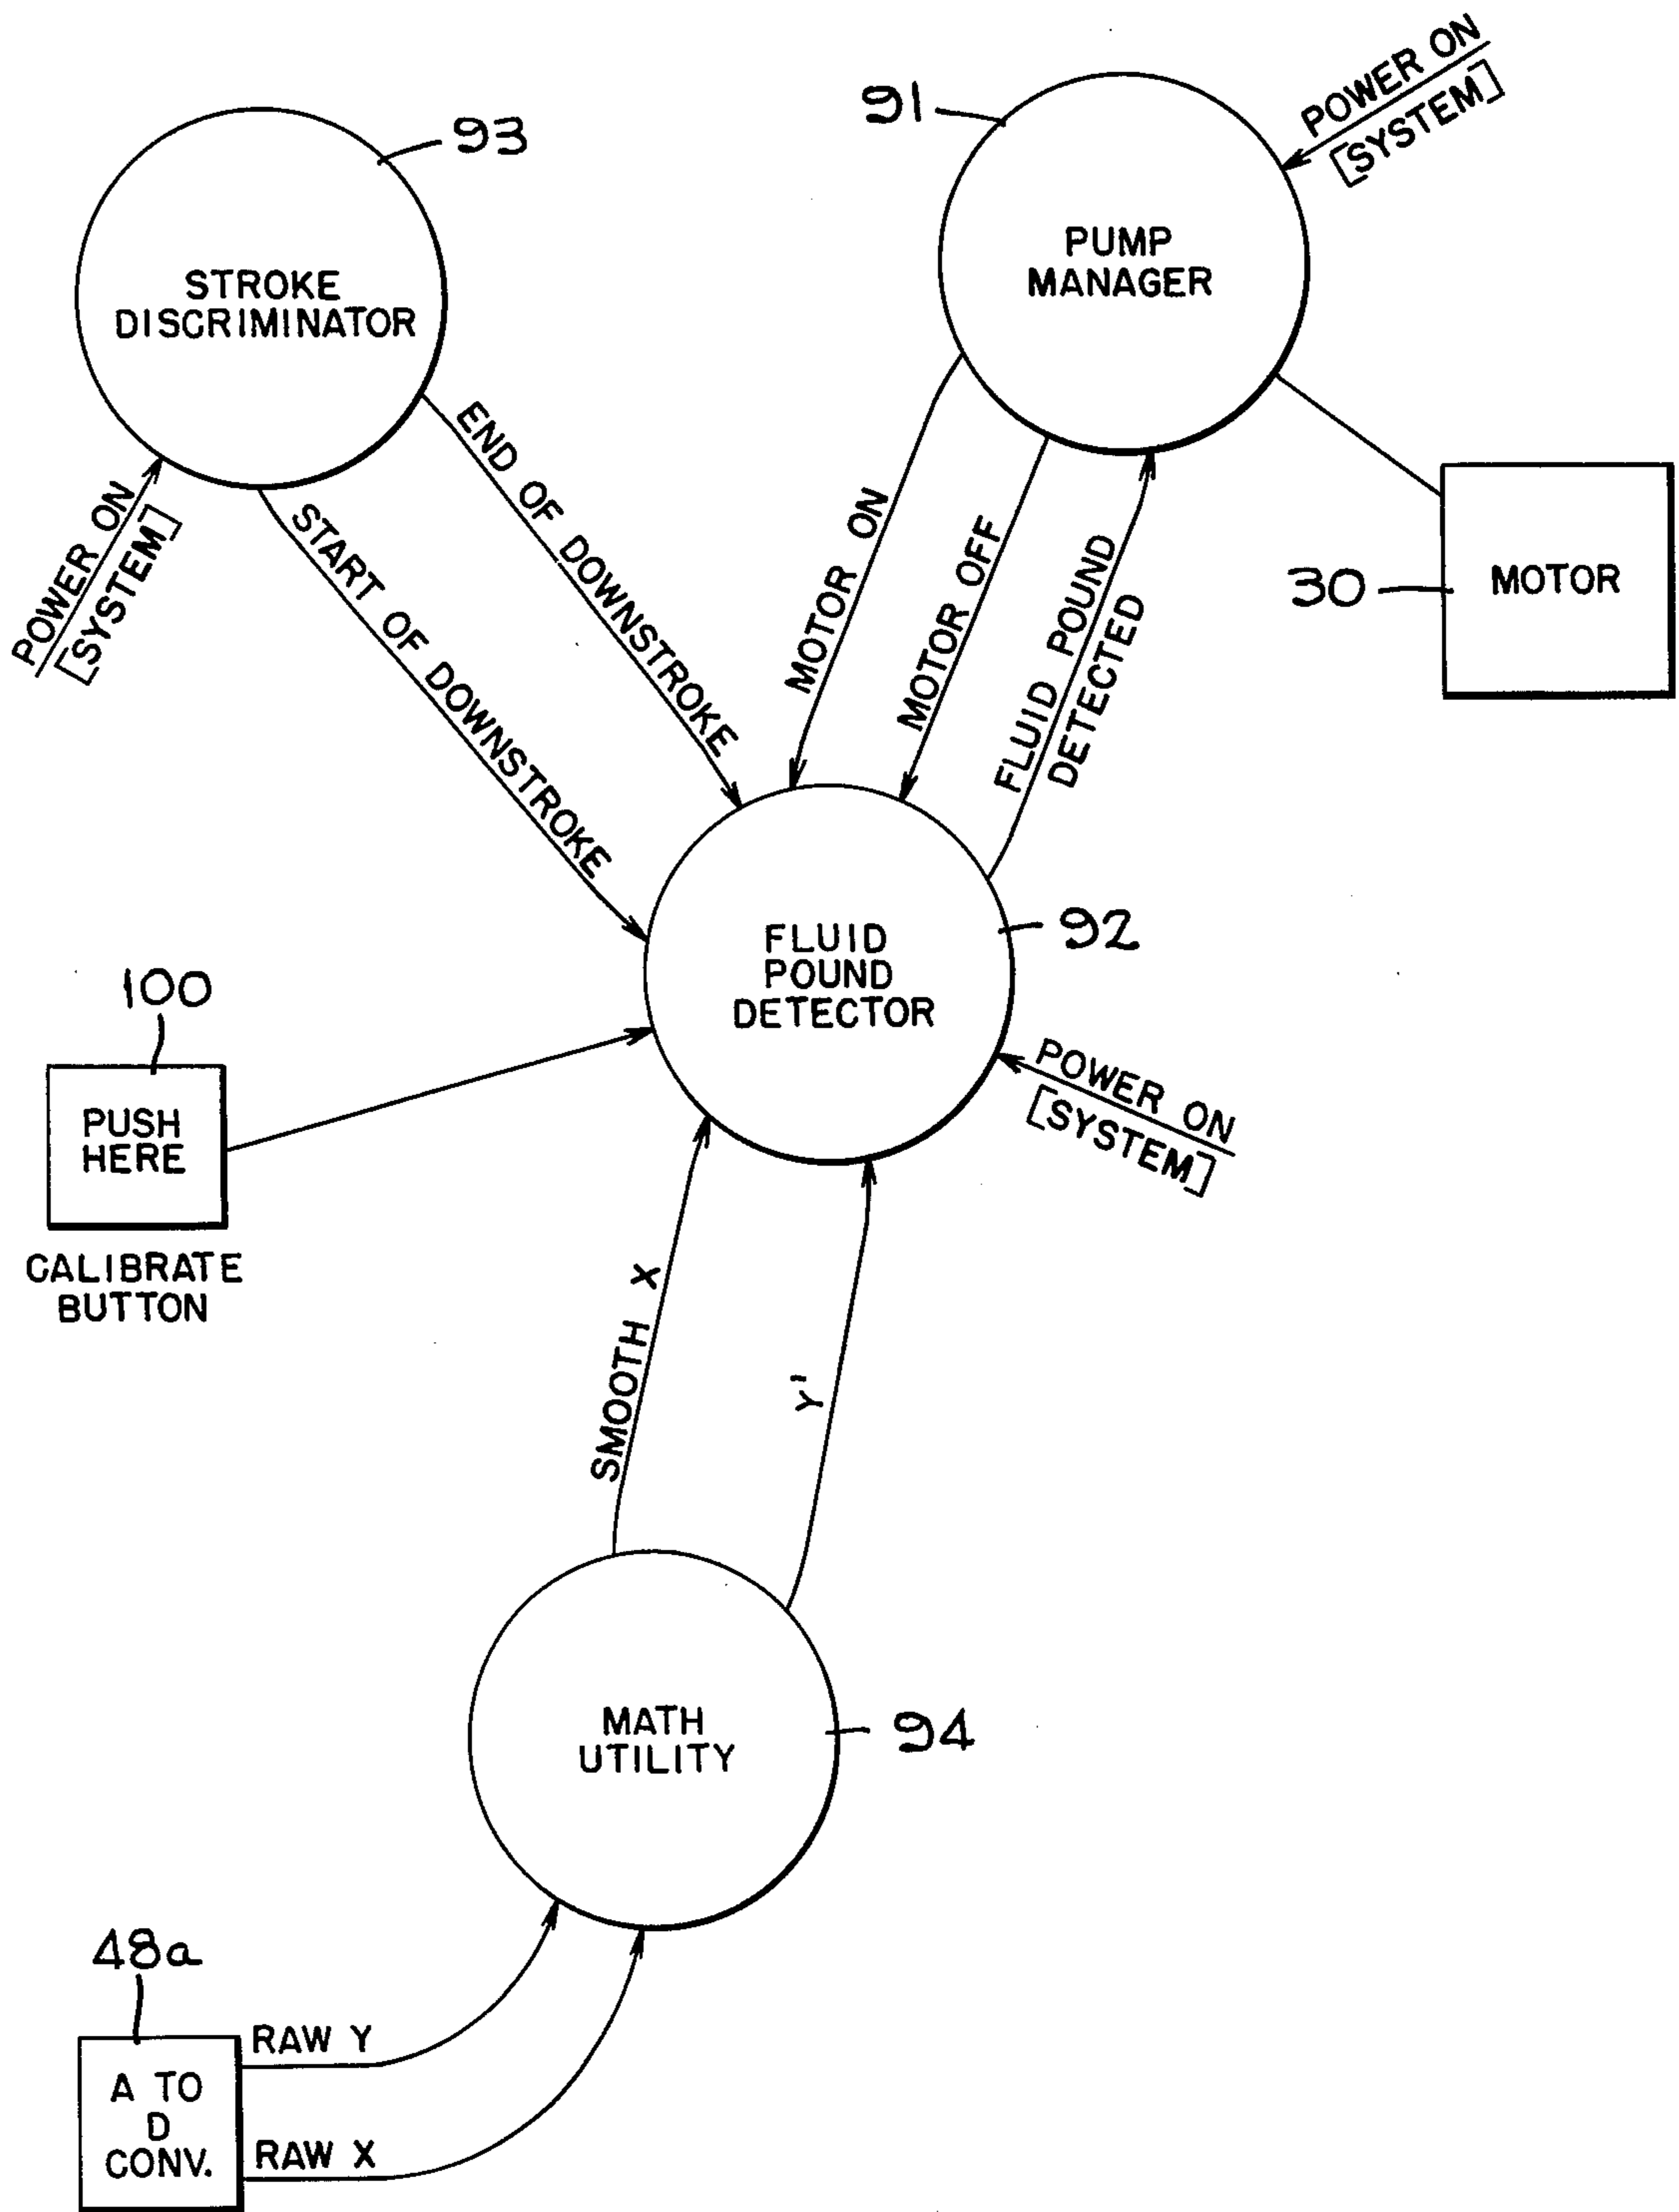 93
STROKE
DISCRIMINATOR
POWER ON
[SYSTEM]
START OF DOWNSTROKE
END OF DOWNSTROKE
91
PUMP
MANAGER
POWER ON
[SYSTEM]
MOTOR ON
MOTOR OFF
FLUID POUND
DETECTED
30
MOTOR
FLUID
POUND
DETECTOR
92
POWER ON
[SYSTEM]
100
PUSH
HERE
CALIBRATE
BUTTON
SMOOTH X
Y'
MATH
UTILITY
94
48a
A TO
D
CONV.
RAW Y
RAW X